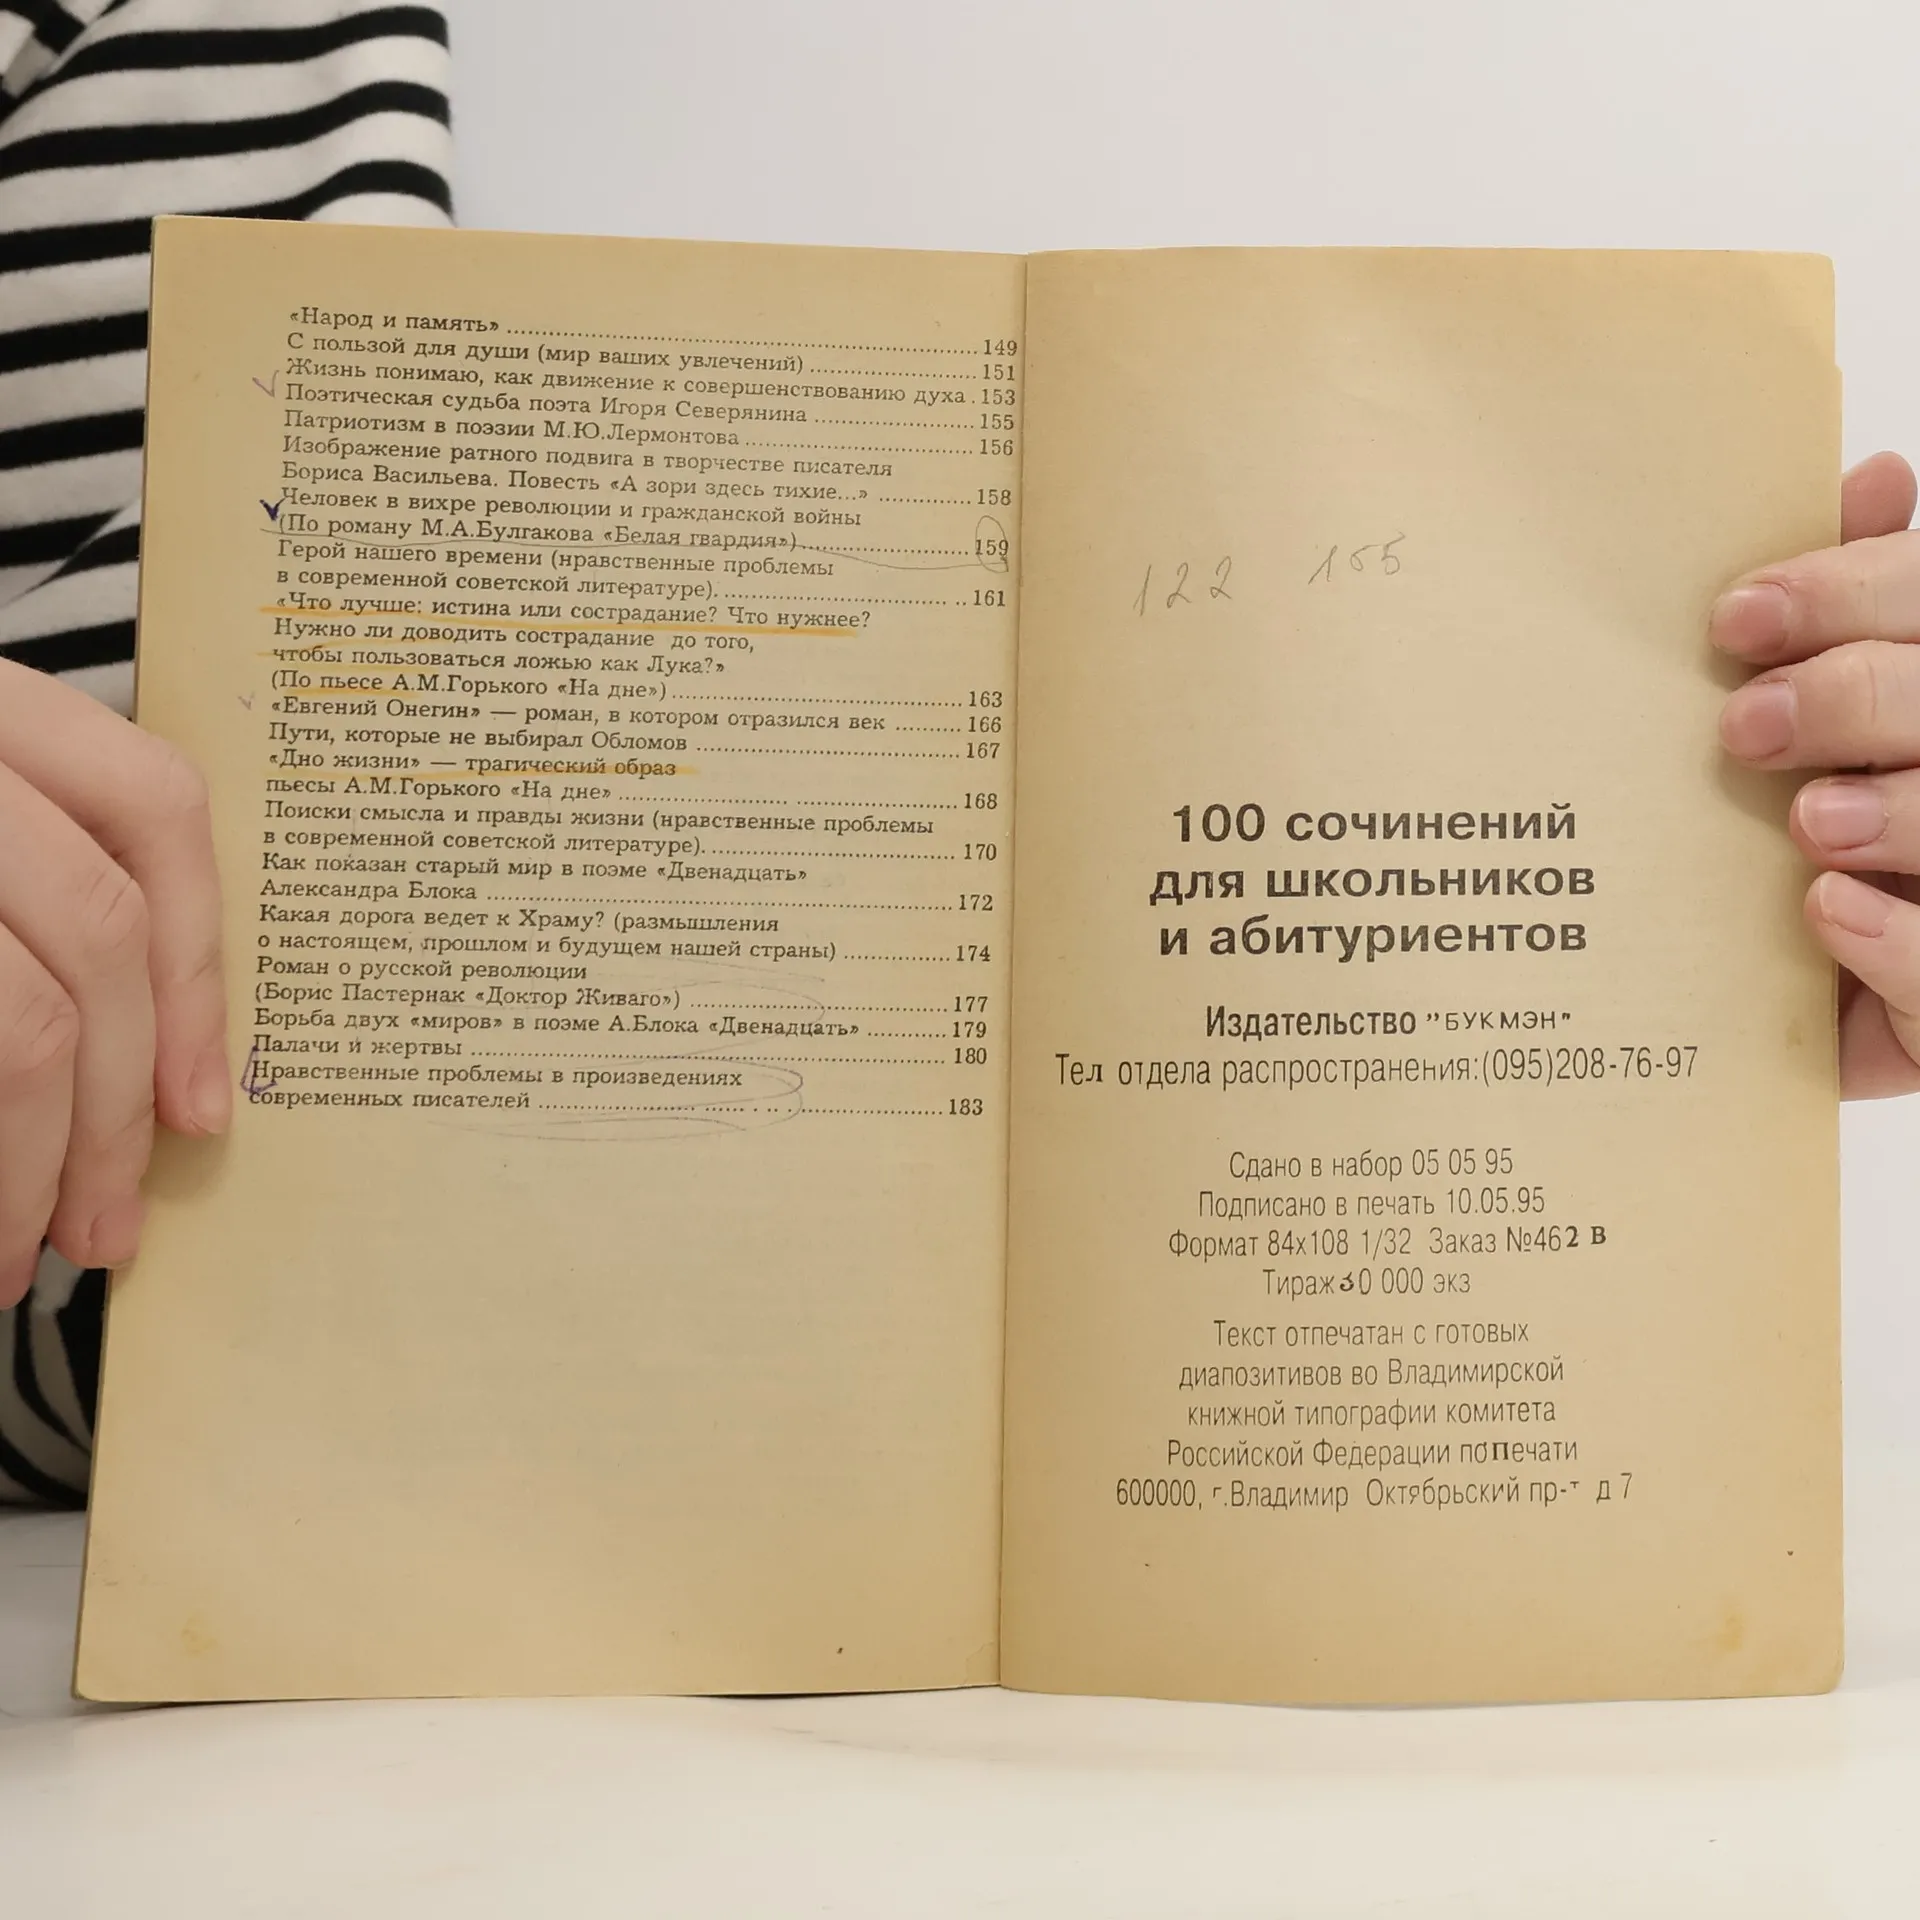 «Народ и память» 149
С пользой для души (мир ваших увлечений) 151
Жизнь понимаю, как движение к совершенствованию духа 153
Поэтическая судьба поэта Игоря Северянина 155
Патриотизм в поэзии М.Ю.Лермонтова 156
Изображение ратного подвига в творчестве писателя
Бориса Васильева. Повесть «А зори здесь тихие...» 158
Человек в вихре революции и гражданской войны
(По роману М.А.Булгакова «Белая гвардия») 159
Герой нашего времени (нравственные проблемы
в современной советской литературе). 161
«Что лучше: истина или сострадание? Что нужнее?
Нужно ли доводить сострадание до того,
чтобы пользоваться ложью как Лука?»
(По пьесе А.М.Горького «На дне») 163
«Евгений Онегин» — роман, в котором отразился век 166
Пути, которые не выбирал Обломов 167
«Дно жизни» — трагический образ
пьесы А.М.Горького «На дне» 168
Поиски смысла и правды жизни (нравственные проблемы
в современной советской литературе). 170
Как показан старый мир в поэме «Двенадцать»
Александра Блока 172
Какая дорога ведет к Храму? (размышления
о настоящем, прошлом и будущем нашей страны) 174
Роман о русской революции
(Борис Пастернак «Доктор Живаго») 177
Борьба двух «миров» в поэме А.Блока «Двенадцать» 179
Палачи и жертвы 180
Нравственные проблемы в произведениях
современных писателей 183
122 155
100 сочинений
для школьников
и абитуриентов
Издательство "БУКМЭН"
Тел отдела распространения:(095)208-76-97
Сдано в набор 05 05 95
Подписано в печать 10.05.95
Формат 84x108 1/32 Заказ №462 В
Тираж 30 000 экз
Текст отпечатан с готовых
диапозитивов во Владимирской
книжной типографии комитета
Российской Федерации по печати
600000, г.Владимир Октябрьский пр-т д 7